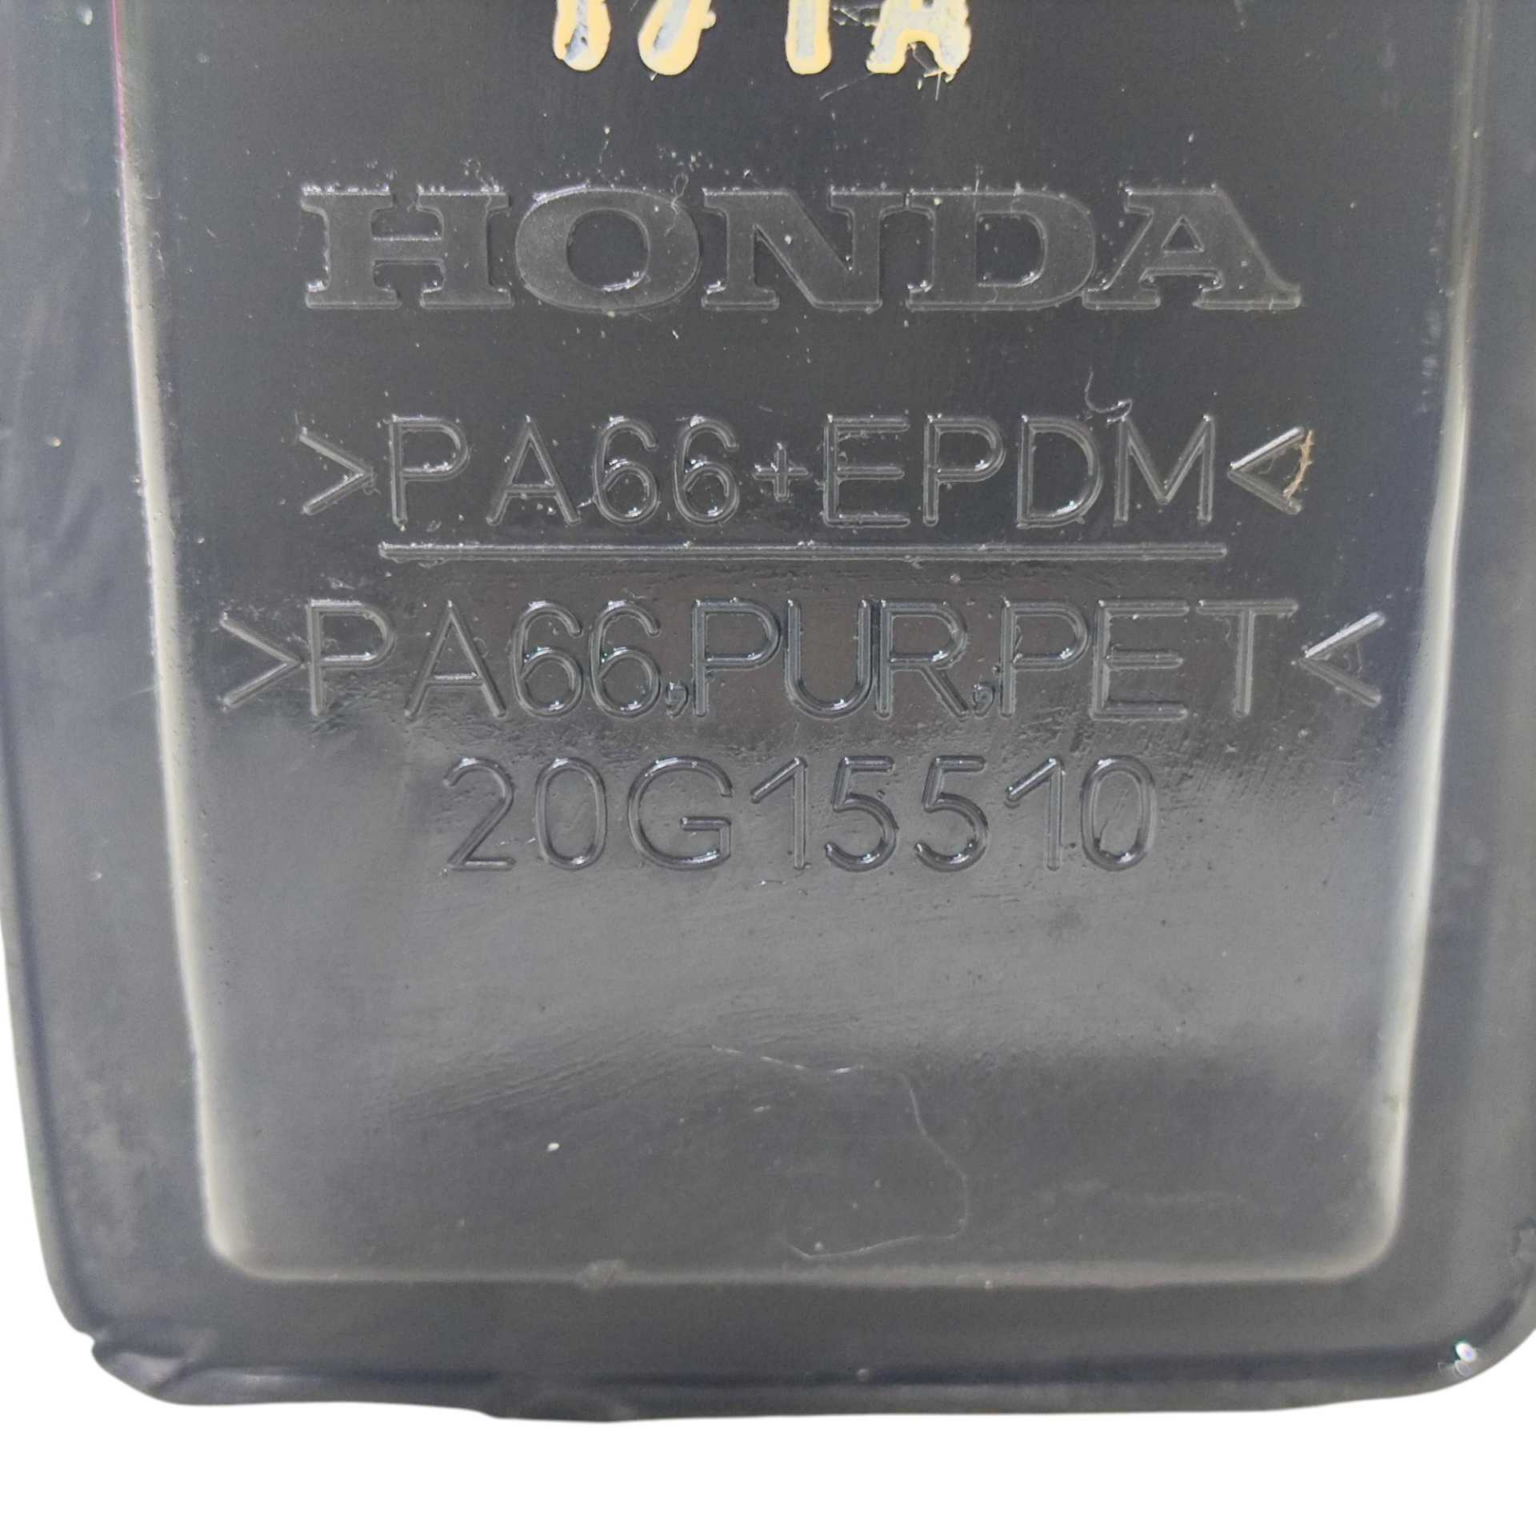 HONDA
>PA66+EPDM<
>PA66,PUR,PET<
20G15510